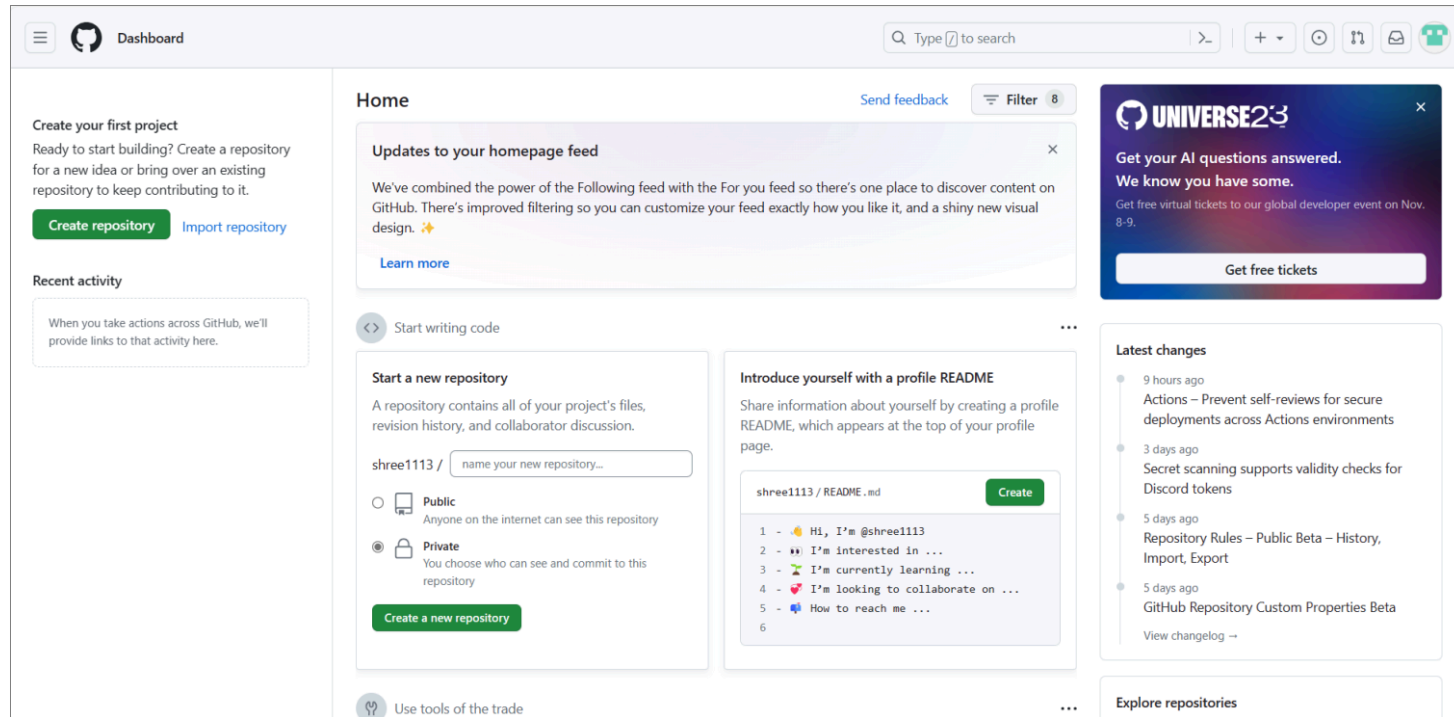 Dashboard
Type / to search
Create your first project
Ready to start building? Create a repository
for a new idea or bring over an existing
repository to keep contributing to it.
Create repository
Import repository
Recent activity
When you take actions across GitHub, we'll
provide links to that activity here.
Home
Send feedback
Filter 8
Updates to your homepage feed
We've combined the power of the Following feed with the For you feed so there's one place to discover content on
GitHub. There's improved filtering so you can customize your feed exactly how you like it, and a shiny new visual
design. ✨
Learn more
Start writing code
Start a new repository
A repository contains all of your project's files,
revision history, and collaborator discussion.
shree1113 / name your new repository...
Public
Anyone on the internet can see this repository
Private
You choose who can see and commit to this
repository
Create a new repository
Introduce yourself with a profile README
Share information about yourself by creating a profile
README, which appears at the top of your profile
page.
shree1113 / README.md
Create
1 - 👋 Hi, I'm @shree1113
2 - 👀 I'm interested in ...
3 - 🌱 I'm currently learning ...
4 - 💞️ I'm looking to collaborate on ...
5 - 📫 How to reach me ...
6
Use tools of the trade
UNIVERSE23
Get your AI questions answered.
We know you have some.
Get free virtual tickets to our global developer event on Nov.
8-9.
Get free tickets
Latest changes
9 hours ago
Actions – Prevent self-reviews for secure
deployments across Actions environments
3 days ago
Secret scanning supports validity checks for
Discord tokens
5 days ago
Repository Rules – Public Beta – History,
Import, Export
5 days ago
GitHub Repository Custom Properties Beta
View changelog →
Explore repositories